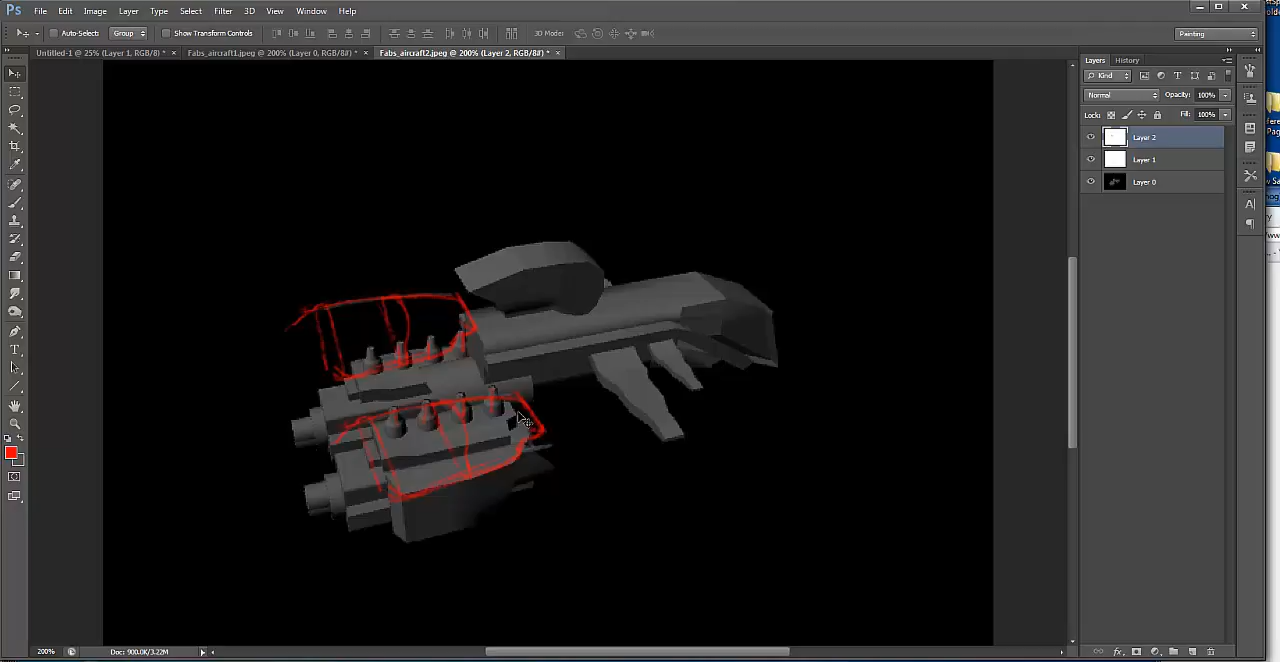 Ps File Edit Image Layer Type Select Filter 3D View Window Help
Auto-Select: Group Show Transform Controls 3D Modes: Painting
Untitled-1 @ 25% (Layer 1, RGB/8) * × Fabs_aircraft1.jpeg @ 200% (Layer 0, RGB/8#) * × Fabs_aircraft2.jpeg @ 200% (Layer 2, RGB/8#) * ×
Layers History
Kind
Normal Opacity: 100%
Lock: Fill: 100%
Layer 2
Layer 1
Layer 0
200% Doc: 900.0K/3.22M